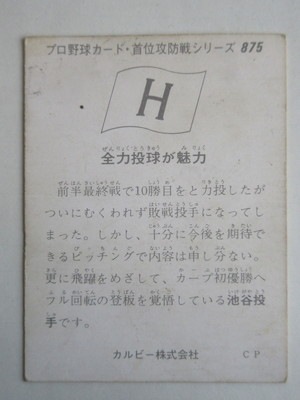 プロ野球カード・首位攻防戦シリーズ 875
H
全力投球が魅力
前半最終戦で10勝目をと力投したが
ついにむくわれず敗戦投手になってし
まった。しかし、十分に今後を期待で
きるピッチングで内容は申し分ない。
更に飛躍をめざして、カープ初優勝へ
フル回転の登板を覚悟している池谷投
手です。
カルビー株式会社 CP